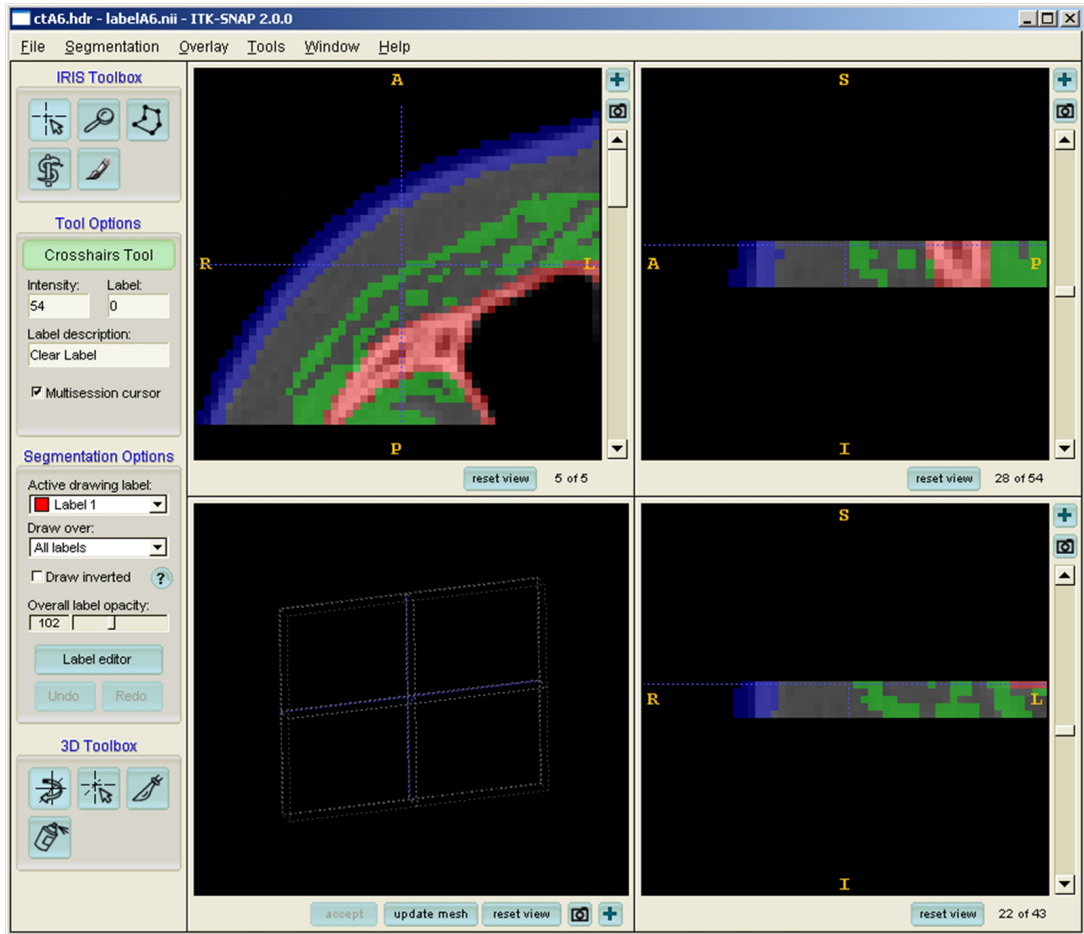 ctA6.hdr - labelA6.nii - ITK-SNAP 2.0.0
File Segmentation Overlay Tools Window Help
IRIS Toolbox
Tool Options
Crosshairs Tool
Intensity: Label:
54 0
Label description:
Clear Label
Multisession cursor
Segmentation Options
Active drawing label:
Label 1
Draw over:
All labels
Draw inverted ?
Overall label opacity:
102
Label editor
Undo Redo
3D Toolbox
A
R L
P
reset view 5 of 5
S
A P
I
reset view 28 of 54
accept update mesh reset view
S
R L
I
reset view 22 of 43